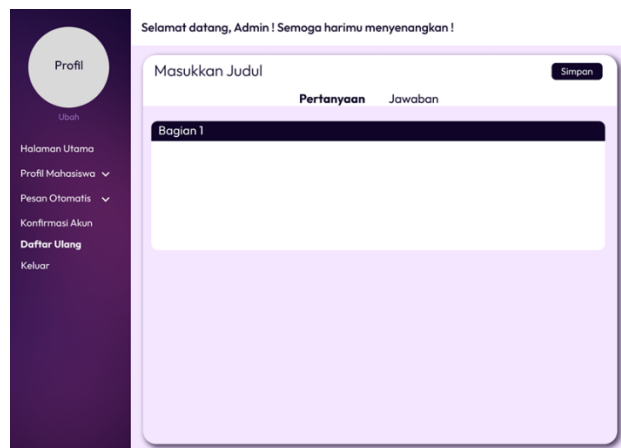 Selamat datang, Admin ! Semoga harimu menyenangkan !
Profil
Ubah
Halaman Utama
Profil Mahasiswa
Pesan Otomatis
Konfirmasi Akun
Daftar Ulang
Keluar
Masukkan Judul
Simpan
Pertanyaan Jawaban
Bagian 1